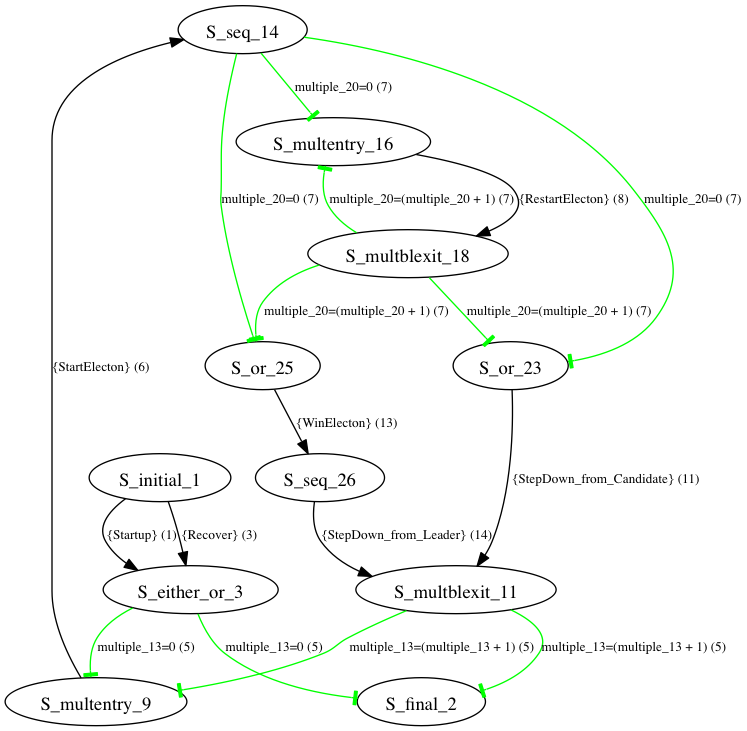 S_seq_14
multiple_20=0 (7)
S_multentry_16
multiple_20=0 (7)
multiple_20=(multiple_20 + 1) (7)
{RestartElecton} (8)
multiple_20=0 (7)
S_multblexit_18
multiple_20=(multiple_20 + 1) (7)
multiple_20=(multiple_20 + 1) (7)
{StartElecton} (6)
S_or_25
S_or_23
{WinElecton} (13)
S_initial_1
S_seq_26
{StepDown_from_Candidate} (11)
{Startup} (1)
{Recover} (3)
{StepDown_from_Leader} (14)
S_either_or_3
S_multblexit_11
multiple_13=0 (5)
multiple_13=0 (5)
multiple_13=(multiple_13 + 1) (5)
multiple_13=(multiple_13 + 1) (5)
S_multentry_9
S_final_2